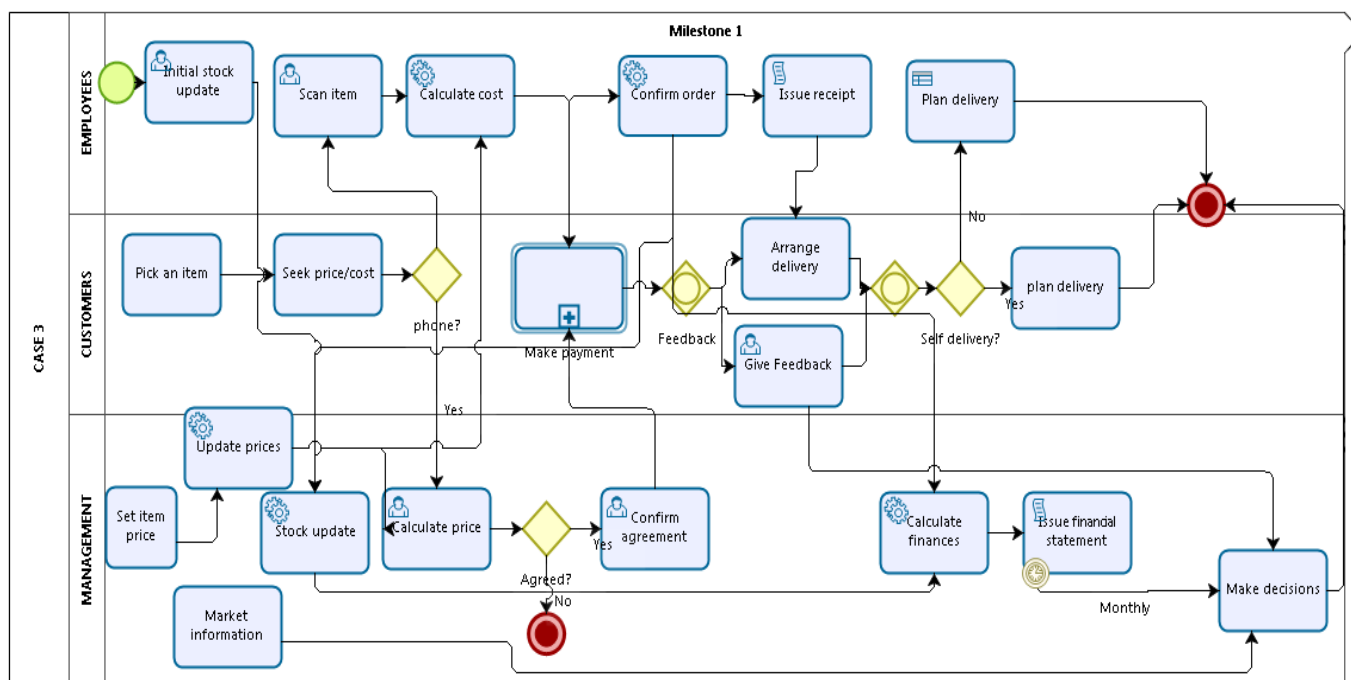 Milestone 1
CASE 3
EMPLOYEES
Initial stock
update
Scan item
Calculate cost
Confirm order
Issue receipt
Plan delivery
No
CUSTOMERS
Pick an item
Seek price/cost
phone?
Make payment
Feedback
Arrange
delivery
Give Feedback
Self delivery?
Yes
plan delivery
Yes
MANAGEMENT
Update prices
Set item
price
Stock update
Calculate price
Agreed?
Yes
No
Confirm
agreement
Calculate
finances
Issue financial
statement
Monthly
Make decisions
Market
information